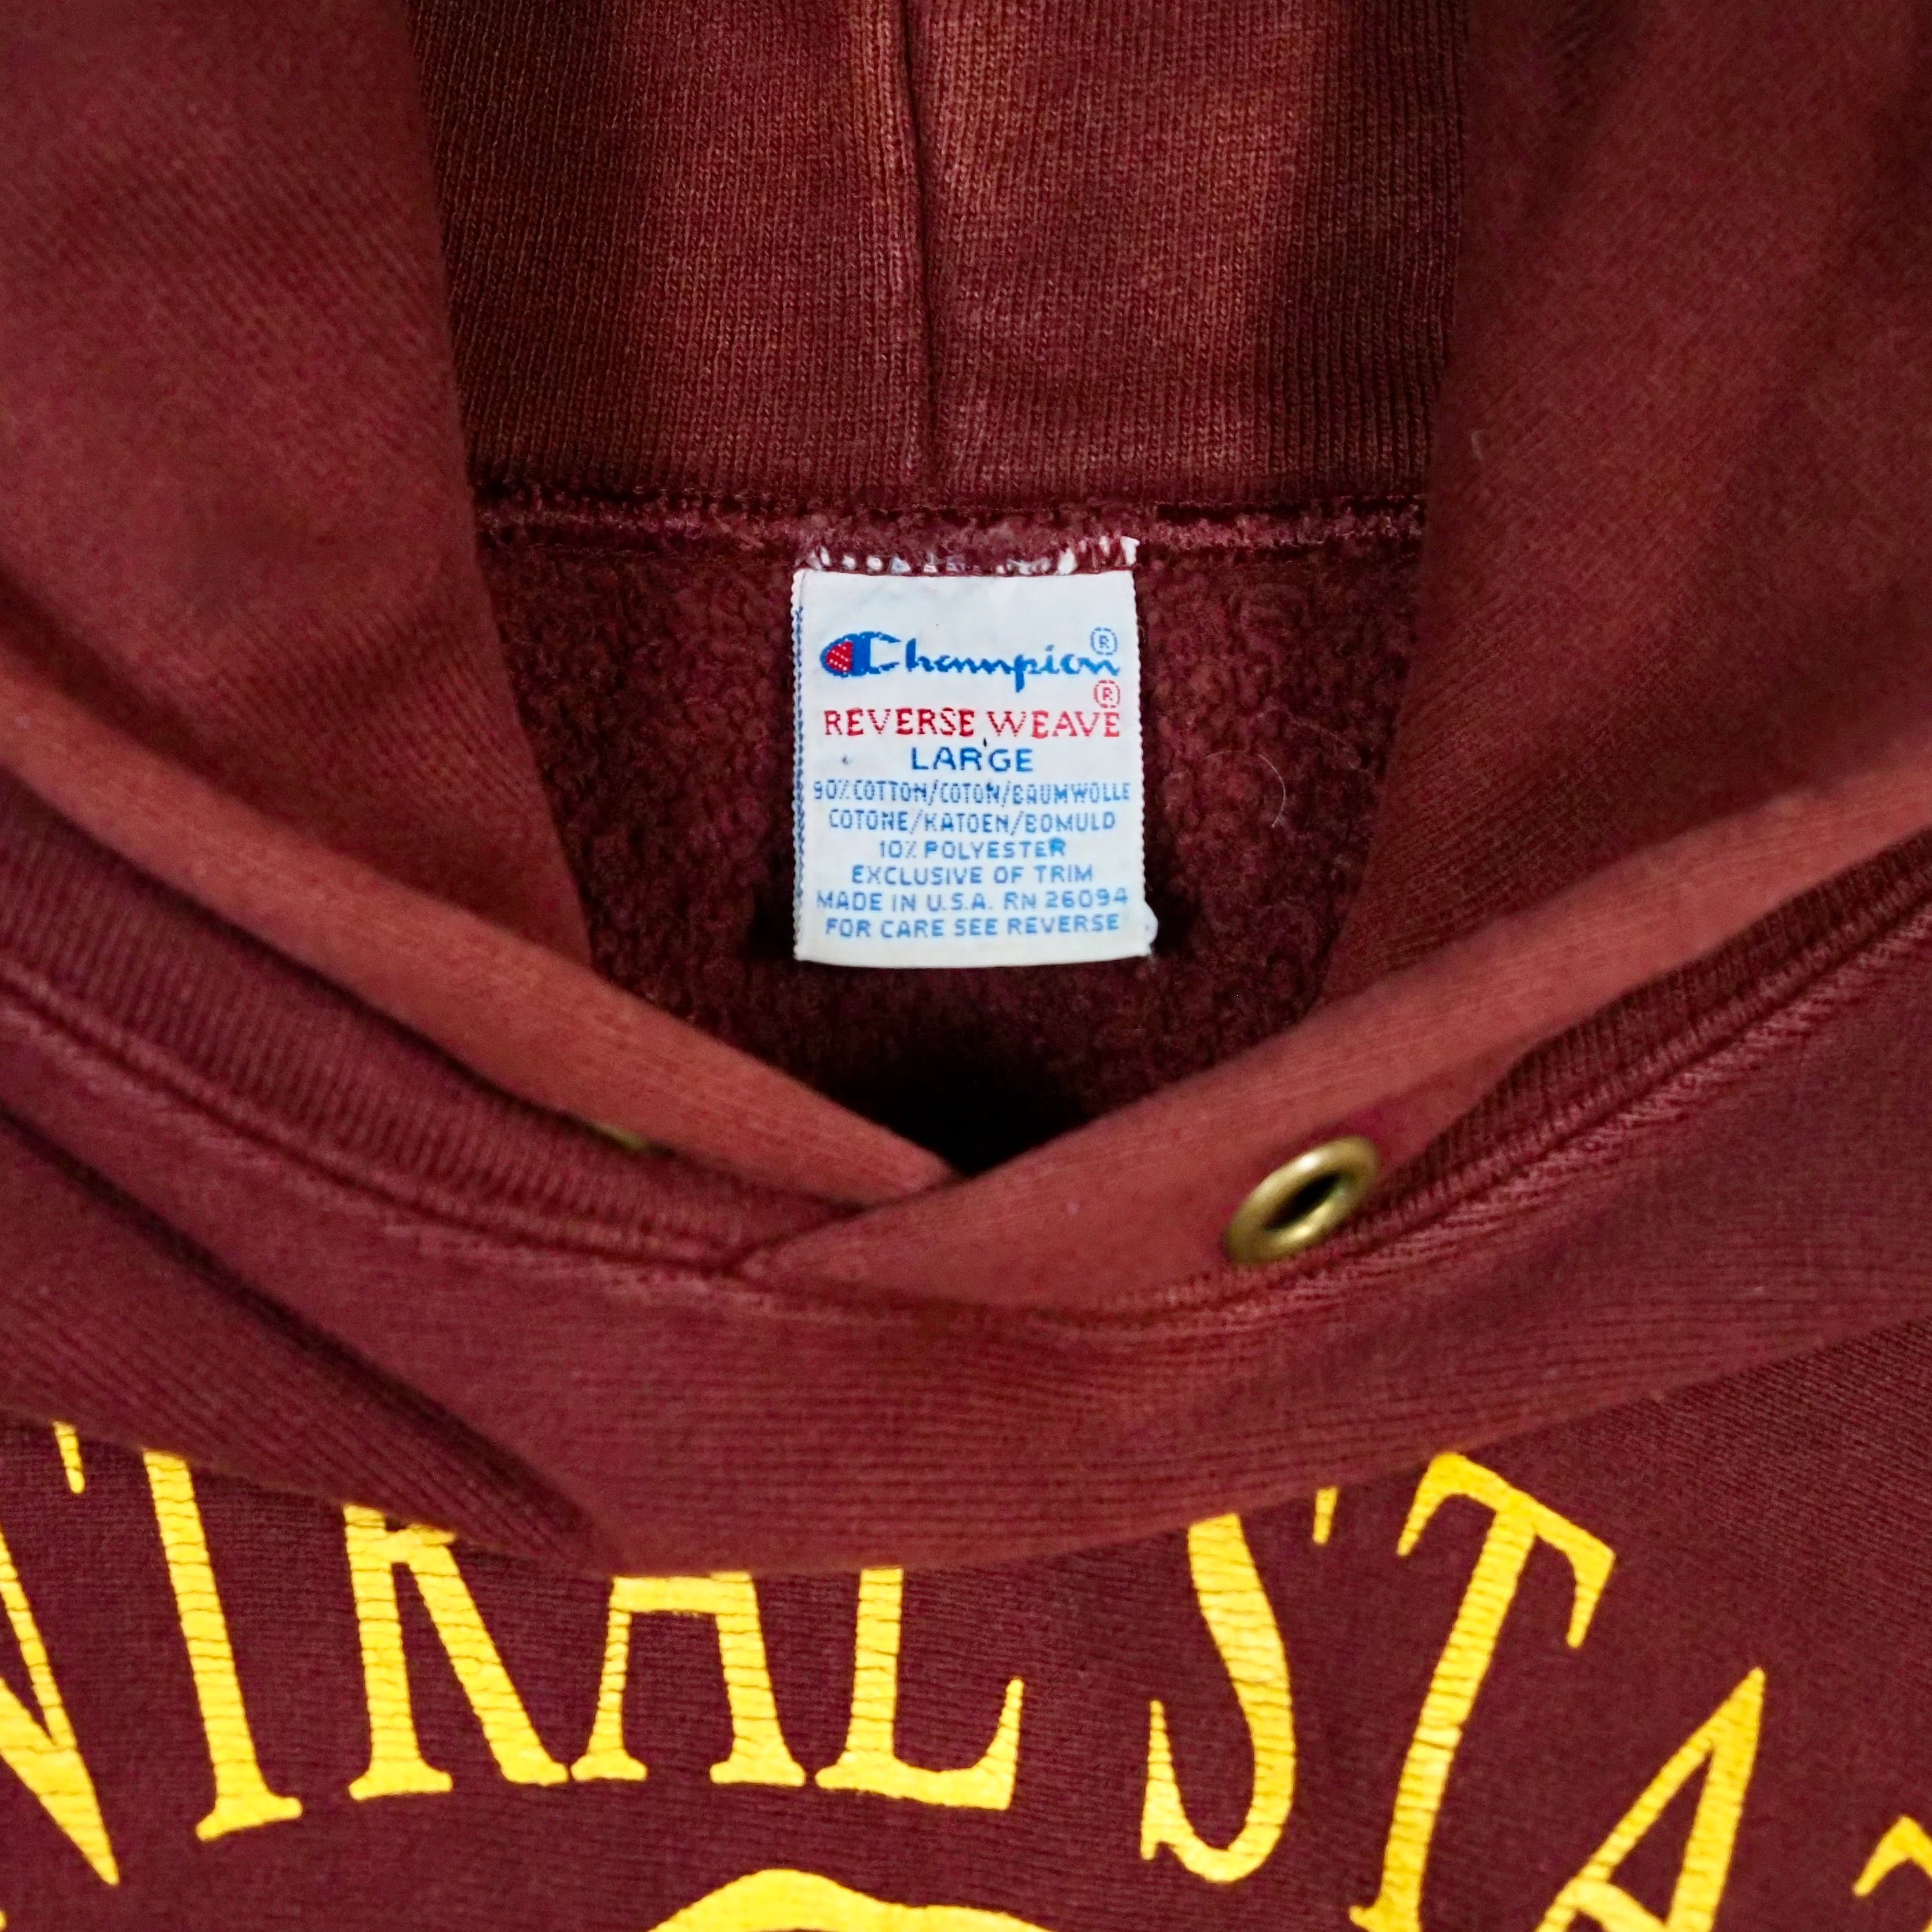 Champion®
®
REVERSE WEAVE
LARGE
90% COTTON/COTON/BAUMWOLLE
COTONE/KATOEN/BOMULD
10% POLYESTER
EXCLUSIVE OF TRIM
MADE IN U.S.A. RN 26094
FOR CARE SEE REVERSE
NTRAL STAT